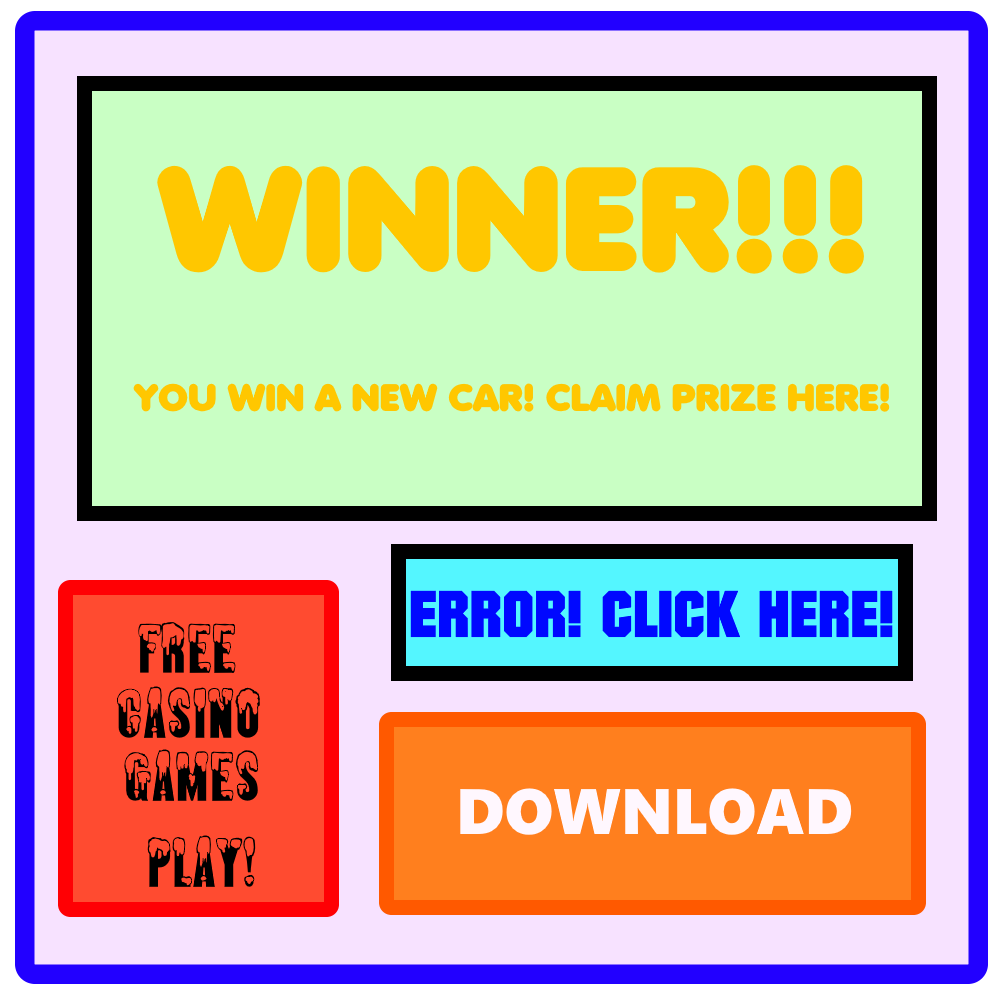 WINNER!!!
YOU WIN A NEW CAR! CLAIM PRIZE HERE!
ERROR! CLICK HERE!
FREE
CASINO
GAMES
PLAY!
DOWNLOAD